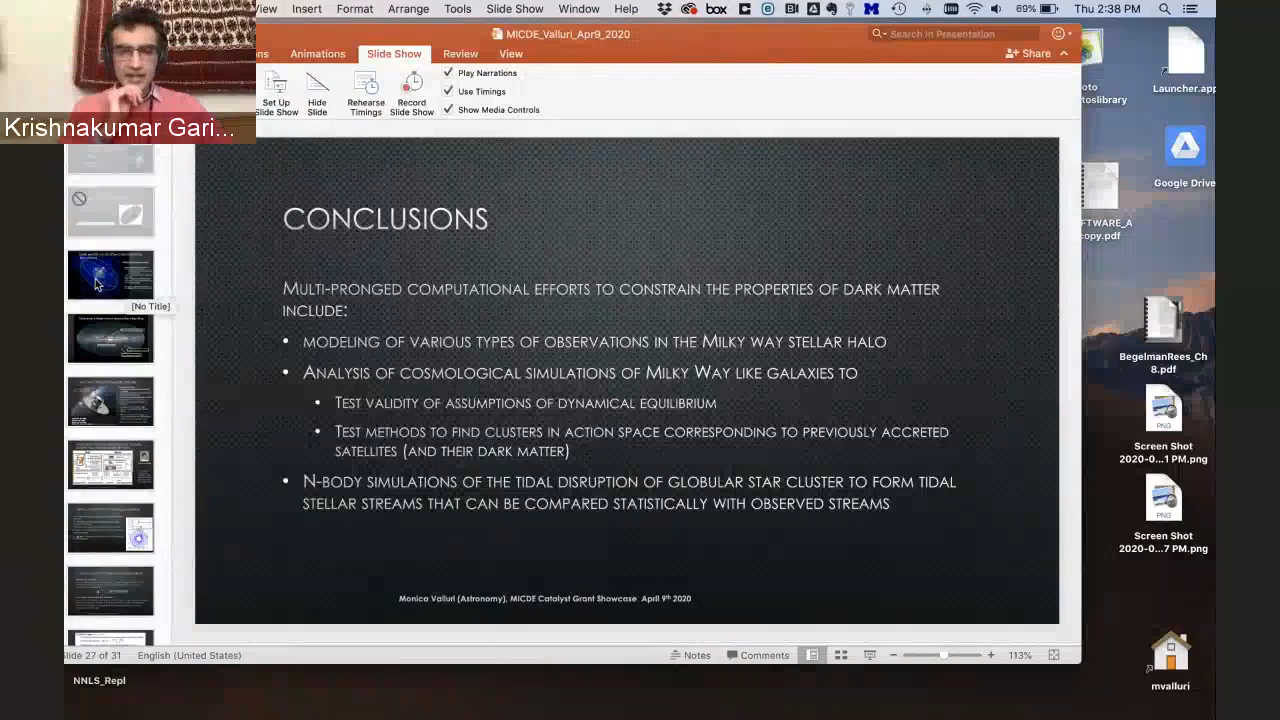 View Insert Format Arrange Tools Slide Show Window Help box 69% Thu 2:38 PM
MICDE_Valluri_Apr9_2020
Search in Presentation
Animations Slide Show Review View
Share
Set Up Slide Show
Hide Slide
Rehearse Timings
Record Slide Show
Play Narrations
Use Timings
Show Media Controls
Krishnakumar Gari...
[No Title]
CONCLUSIONS
MULTI-PRONGED COMPUTATIONAL EFFORTS TO CONSTRAIN THE PROPERTIES OF DARK MATTER
INCLUDE:
• MODELING OF VARIOUS TYPES OF OBSERVATIONS IN THE MILKY WAY STELLAR HALO
• ANALYSIS OF COSMOLOGICAL SIMULATIONS OF MILKY WAY LIKE GALAXIES TO
• TEST VALIDITY OF ASSUMPTIONS OF DYNAMICAL EQUILIBRIUM
• TEST METHODS TO FIND CLUSTERS IN ACTION SPACE CORRESPONDING PREVIOUSLY ACCRETED
SATELLITES (AND THEIR DARK MATTER)
• N-BODY SIMULATIONS OF THE TIDAL DISRUPTION OF GLOBULAR STAR CLUSTER TO FORM TIDAL
STELLAR STREAMS THAT CAN BE COMPARED STATISTICALLY WITH OBSERVED STREAMS
Monica Valluri (Astronomy), MICDE Catalyst Grant Showcase April 9th 2020
Slide 27 of 31 English (United States)
Notes Comments 113%
NNLS_Repl
Launcher.app
Google Drive
copy.pdf
BegelmanRees_Ch
8.pdf
PNG
Screen Shot
2020-0...1 PM.png
PNG
Screen Shot
2020-0...7 PM.png
mvalluri